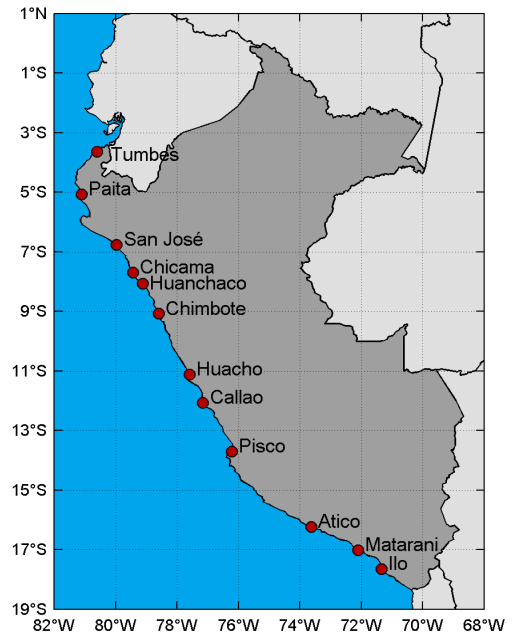 1°N
1°S
3°S
Tumbes
5°S
Paita
San José
7°S
Chicama
Huanchaco
9°S
Chimbote
11°S
Huacho
Callao
13°S
Pisco
15°S
Atico
17°S
Matarani
Ilo
19°S
82°W 80°W 78°W 76°W 74°W 72°W 70°W 68°W